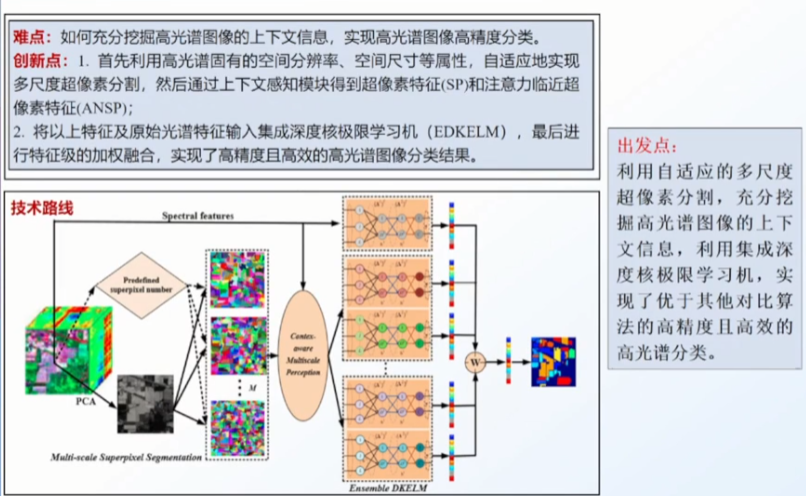 难点：如何充分挖掘高光谱图像的上下文信息，实现高光谱图像高精度分类。
创新点：1. 首先利用高光谱固有的空间分辨率、空间尺寸等属性，自适应地实现
多尺度超像素分割，然后通过上下文感知模块得到超像素特征(SP)和注意力临近超
像素特征(ANSP)；
2. 将以上特征及原始光谱特征输入集成深度核极限学习机（EDKELM），最后进
行特征级的加权融合，实现了高精度且高效的高光谱图像分类结果。
出发点：
利用自适应的多尺度
超像素分割，充分挖
掘高光谱图像的上下
文信息，利用集成深
度核极限学习机，实
现了优于其他对比算
法的高精度且高效的
高光谱分类。
技术路线
Spectral features
Predefined
superpixel number
PCA
M
Multi-scale Superpixel Segmentation
Contex-
aware
Multiscale
Perception
W
Ensemble DKELM